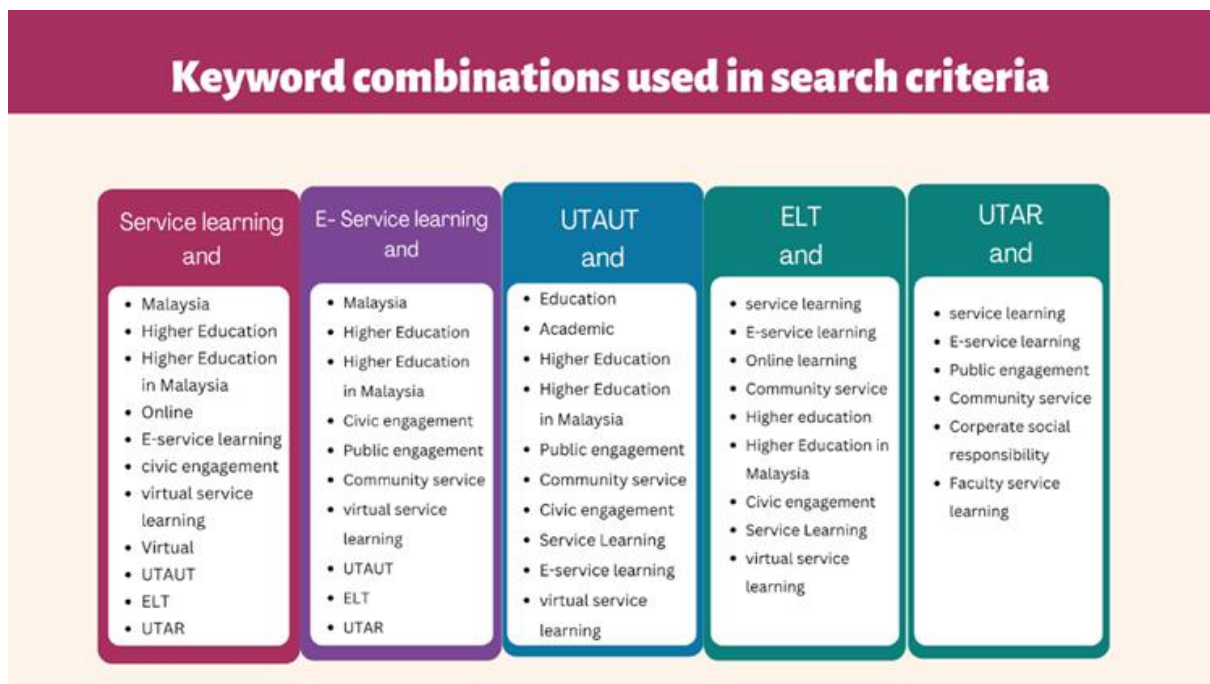 Keyword combinations used in search criteria
Service learning
and
• Malaysia
• Higher Education
• Higher Education
in Malaysia
• Online
• E-service learning
• civic engagement
• virtual service
learning
• Virtual
• UTAUT
• ELT
• UTAR
E- Service learning
and
• Malaysia
• Higher Education
• Higher Education
in Malaysia
• Civic engagement
• Public engagement
• Community service
• virtual service
learning
• UTAUT
• ELT
• UTAR
UTAUT
and
• Education
• Academic
• Higher Education
• Higher Education
in Malaysia
• Public engagement
• Community service
• Civic engagement
• Service Learning
• E-service learning
• virtual service
learning
ELT
and
• service learning
• E-service learning
• Online learning
• Community service
• Higher education
• Higher Education in
Malaysia
• Civic engagement
• Service Learning
• virtual service
learning
UTAR
and
• service learning
• E-service learning
• Public engagement
• Community service
• Corperate social
responsibility
• Faculty service
learning